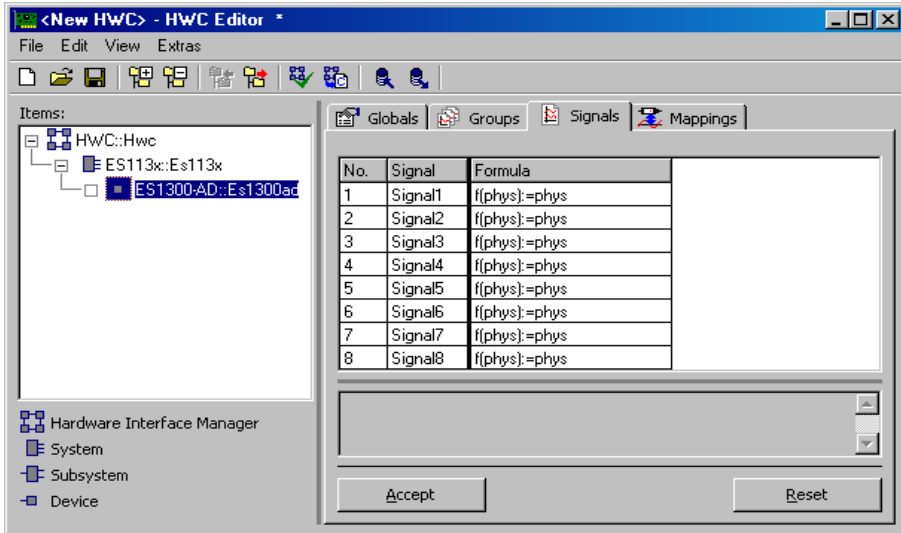 <New HWC> - HWC Editor *
File Edit View Extras
Items:
HWC::Hwc
ES113x::Es113x
ES1300-AD::Es1300ad
Hardware Interface Manager
System
Subsystem
Device
Globals Groups Signals Mappings
No. Signal Formula
1 Signal1 f(phys):=phys
2 Signal2 f(phys):=phys
3 Signal3 f(phys):=phys
4 Signal4 f(phys):=phys
5 Signal5 f(phys):=phys
6 Signal6 f(phys):=phys
7 Signal7 f(phys):=phys
8 Signal8 f(phys):=phys
Accept Reset